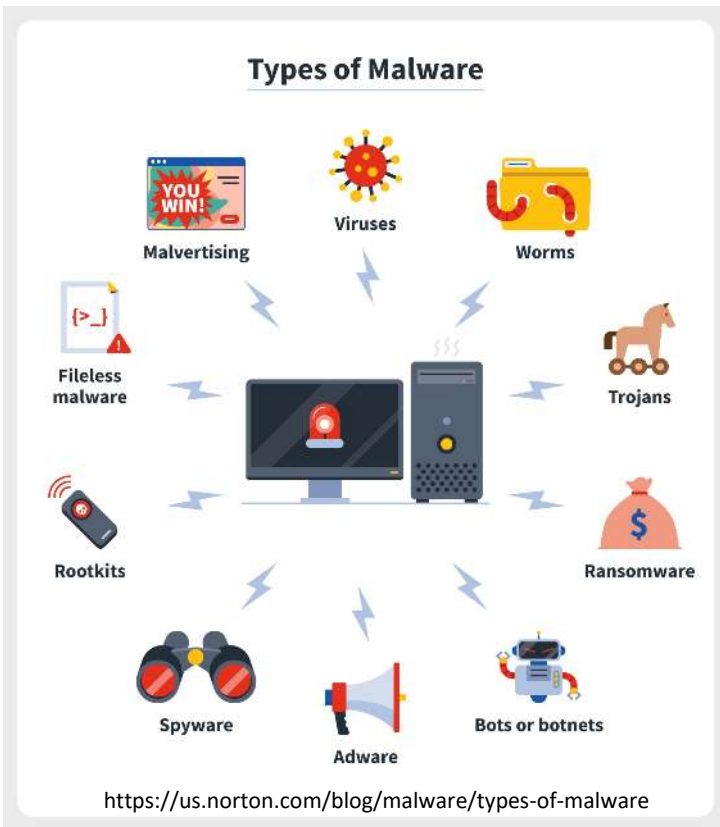 Types of Malware
YOU
WIN!
Malvertising
Viruses
Worms
{>_}
!
Fileless
malware
Trojans
Rootkits
$
Ransomware
Spyware
Adware
Bots or botnets
https://us.norton.com/blog/malware/types-of-malware